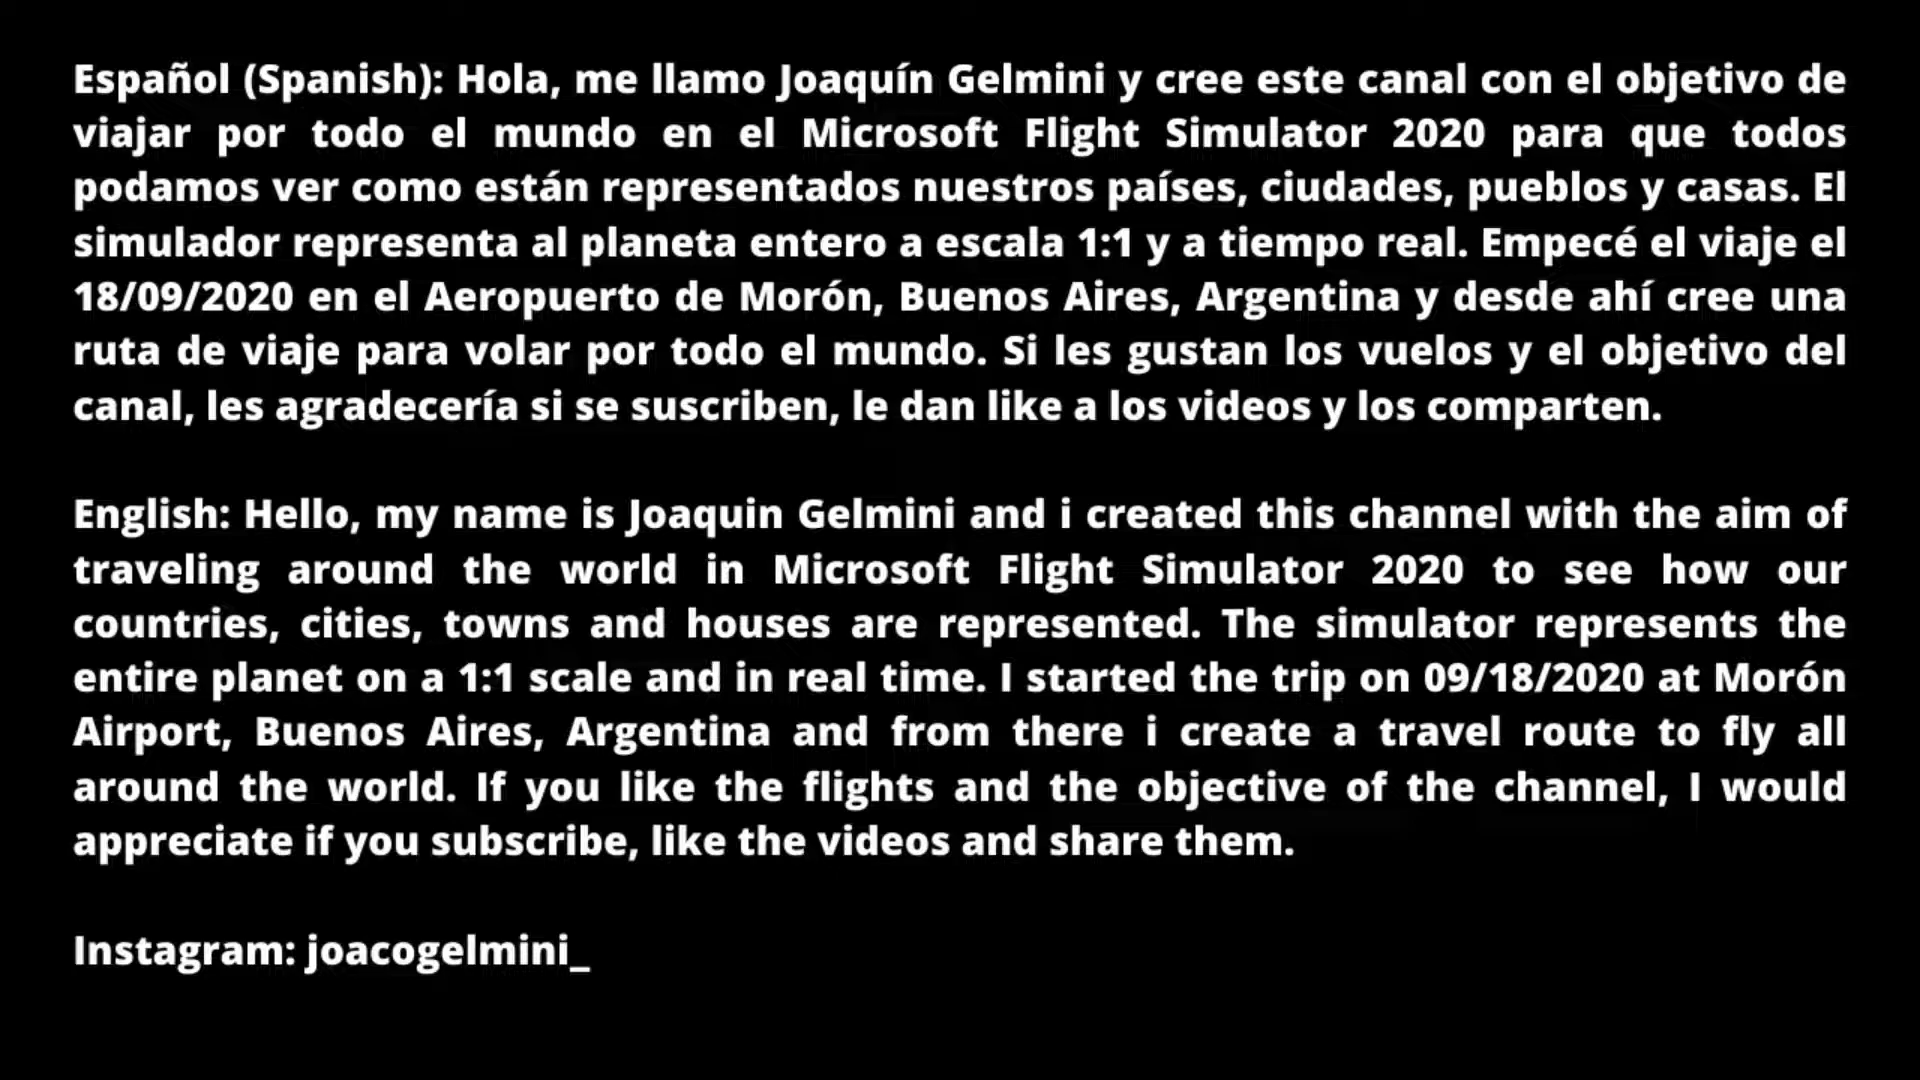 Español (Spanish): Hola, me llamo Joaquín Gelmini y cree este canal con el objetivo de
viajar por todo el mundo en el Microsoft Flight Simulator 2020 para que todos
podamos ver como están representados nuestros países, ciudades, pueblos y casas. El
simulador representa al planeta entero a escala 1:1 y a tiempo real. Empecé el viaje el
18/09/2020 en el Aeropuerto de Morón, Buenos Aires, Argentina y desde ahí cree una
ruta de viaje para volar por todo el mundo. Si les gustan los vuelos y el objetivo del
canal, les agradecería si se suscriben, le dan like a los videos y los comparten.
English: Hello, my name is Joaquin Gelmini and i created this channel with the aim of
traveling around the world in Microsoft Flight Simulator 2020 to see how our
countries, cities, towns and houses are represented. The simulator represents the
entire planet on a 1:1 scale and in real time. I started the trip on 09/18/2020 at Morón
Airport, Buenos Aires, Argentina and from there i create a travel route to fly all
around the world. If you like the flights and the objective of the channel, I would
appreciate if you subscribe, like the videos and share them.
Instagram: joacogelmini_